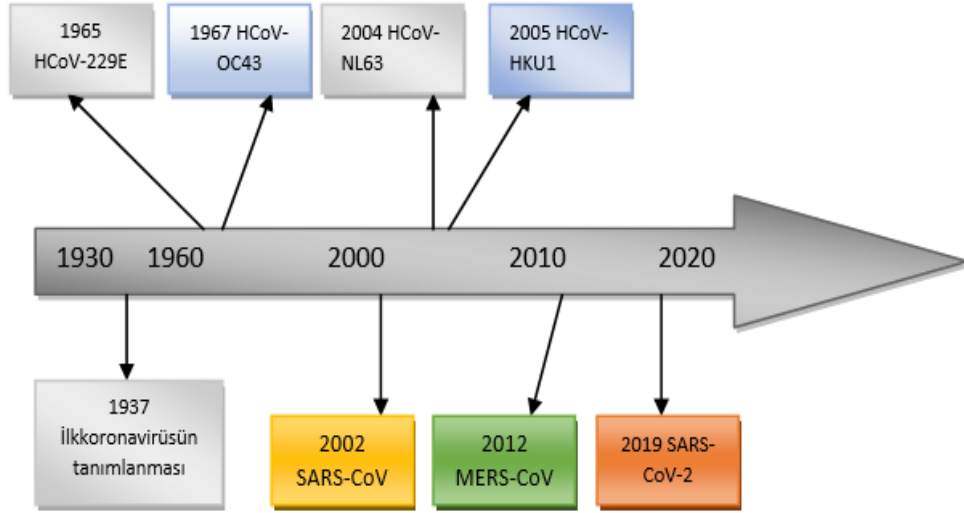 1965
HCoV-229E
1967 HCoV-
OC43
2004 HCoV-
NL63
2005 HCoV-
HKU1
1930 1960 2000 2010 2020
1937
İlkkoronavirüsün
tanımlanması
2002
SARS-CoV
2012
MERS-CoV
2019 SARS-
CoV-2